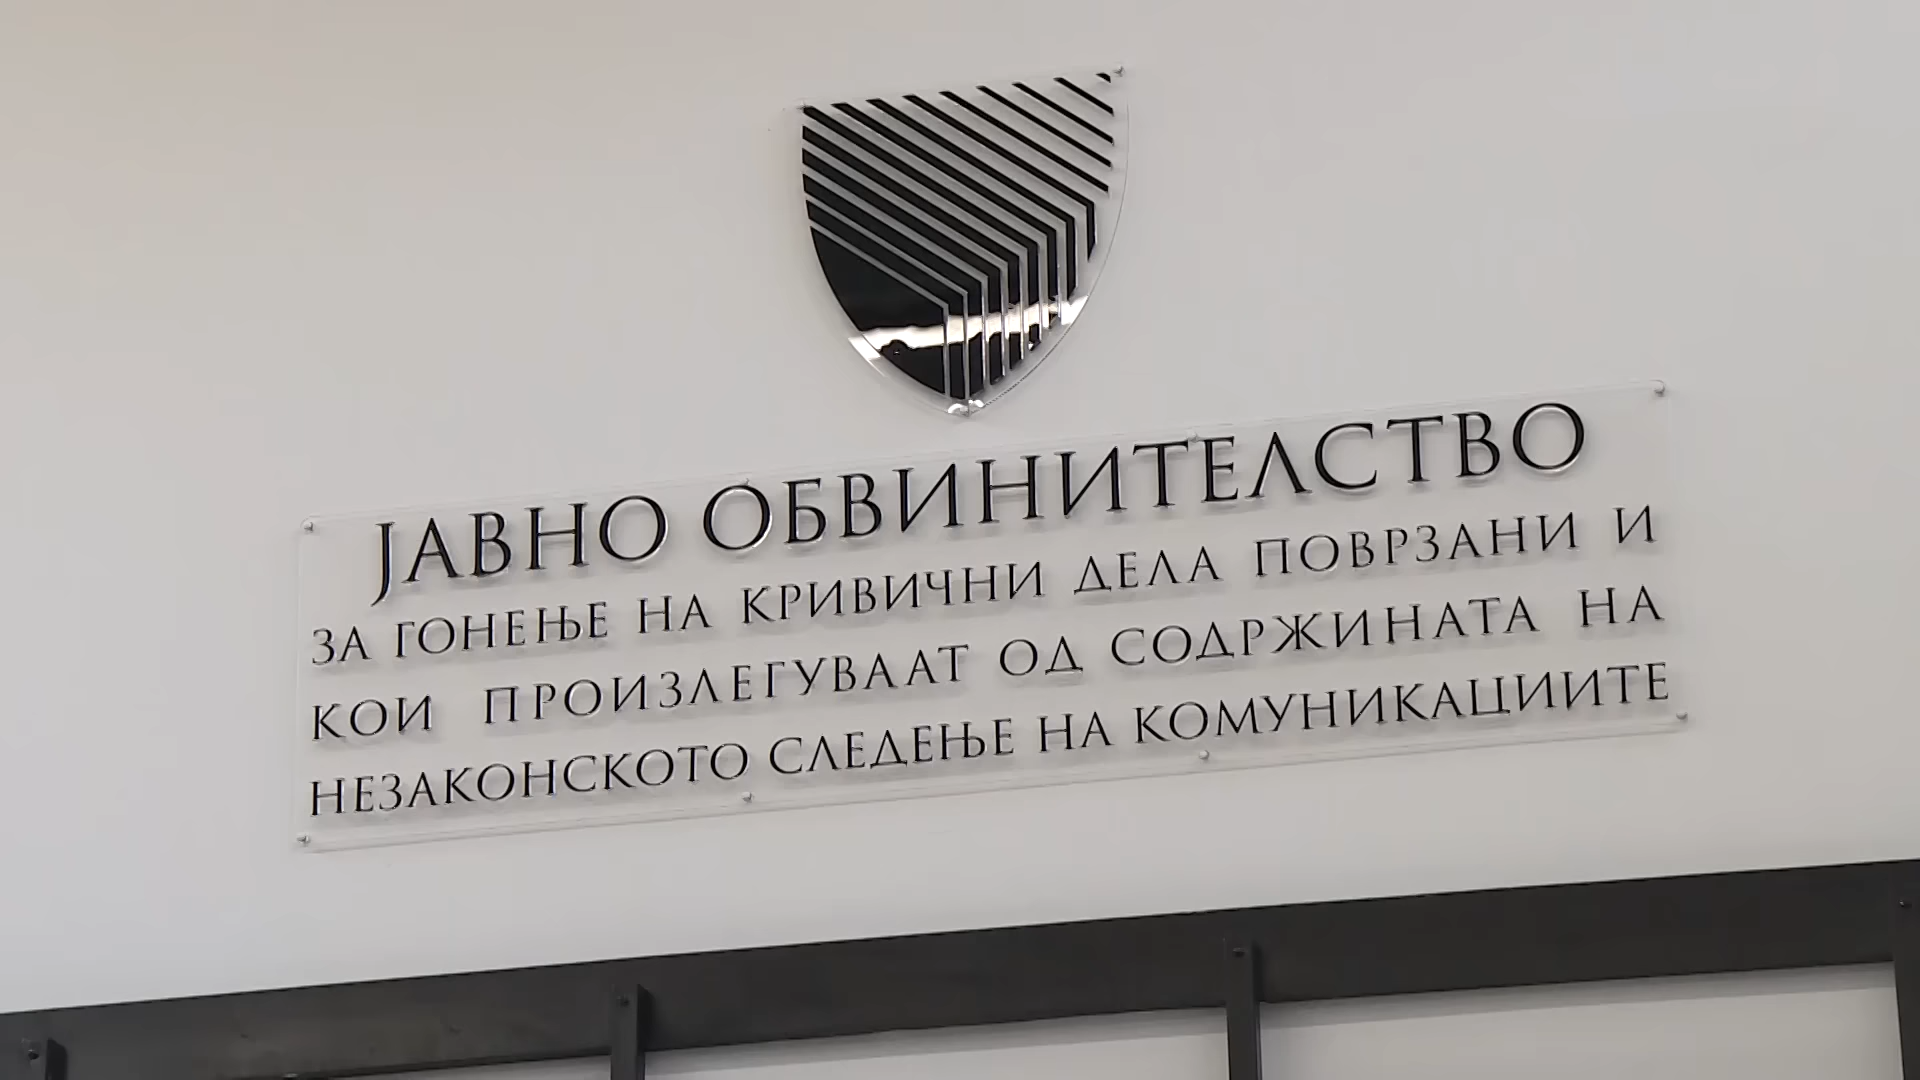 ЈАВНО ОБВИНИТЕЛСТВО
ЗА ГОНЕЊЕ НА КРИВИЧНИ ДЕЛА ПОВРЗАНИ И
КОИ ПРОИЗЛЕГУВААТ ОД СОДРЖИНАТА НА
НЕЗАКОНСКОТО СЛЕДЕЊЕ НА КОМУНИКАЦИИТЕ